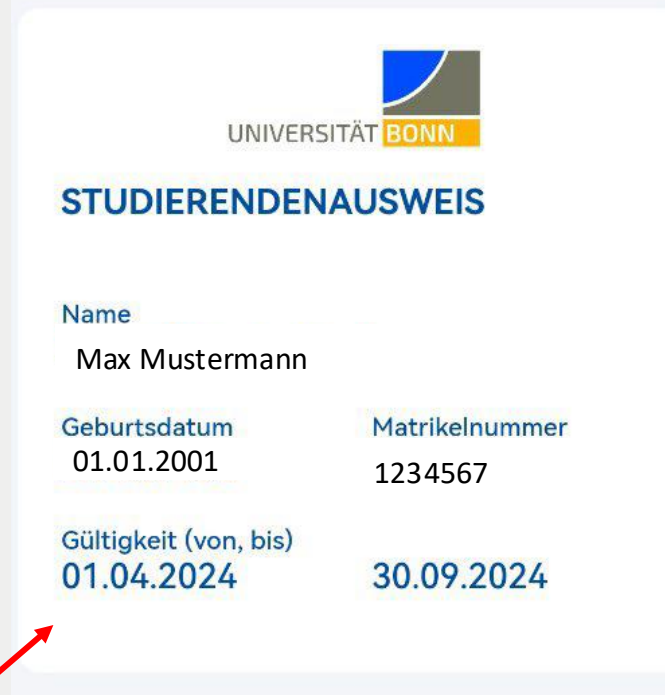 UNIVERSITÄT BONN
STUDIERENDENAUSWEIS
Name
Max Mustermann
Geburtsdatum Matrikelnummer
01.01.2001 1234567
Gültigkeit (von, bis)
01.04.2024 30.09.2024